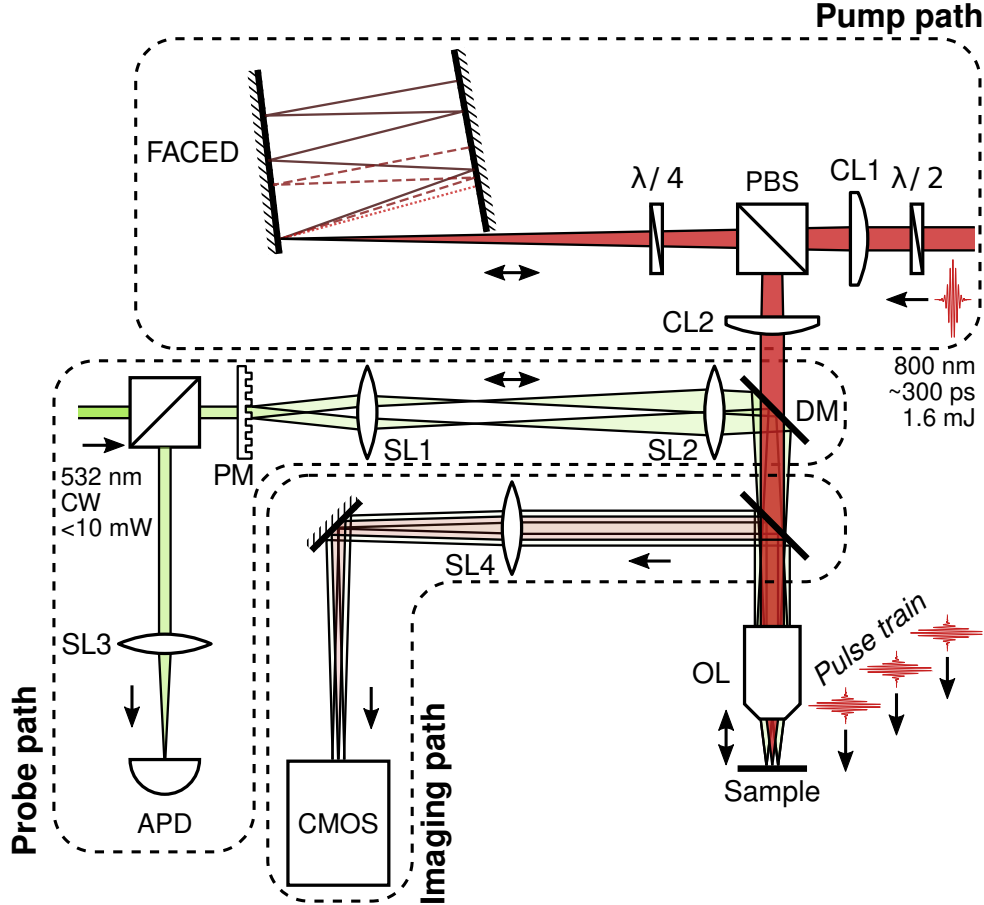 Pump path
FACED
λ/4
PBS
CL1
λ/2
CL2
800 nm
~300 ps
1.6 mJ
DM
SL1
SL2
PM
532 nm
CW
<10 mW
SL4
SL3
OL
Pulse train
Sample
APD
CMOS
Probe path
Imaging path